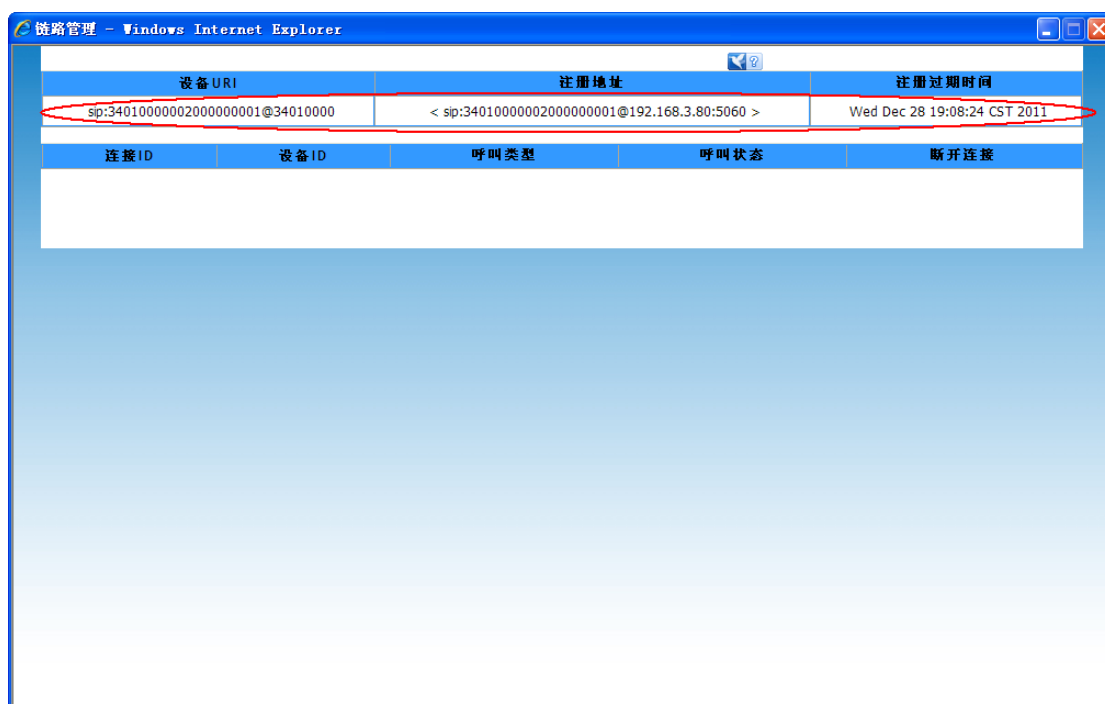 链路管理 - Windows Internet Explorer
设备URI 注册地址 注册过期时间
sip:34010000002000000001@34010000 < sip:34010000002000000001@192.168.3.80:5060 > Wed Dec 28 19:08:24 CST 2011
连接ID 设备ID 呼叫类型 呼叫状态 断开连接